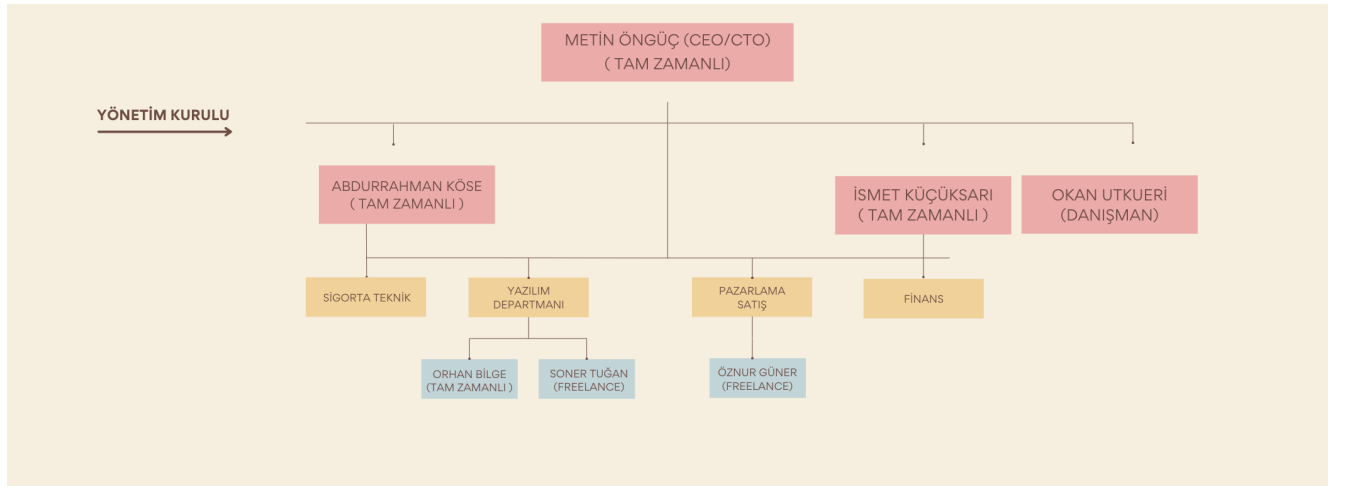 METİN ÖNGÜÇ (CEO/CTO)
( TAM ZAMANLI)
YÖNETİM KURULU
ABDURRAHMAN KÖSE
( TAM ZAMANLI )
İSMET KÜÇÜKSARI
( TAM ZAMANLI )
OKAN UTKUERİ
(DANIŞMAN)
SİGORTA TEKNİK
YAZILIM
DEPARTMANI
PAZARLAMA
SATIŞ
FİNANS
ORHAN BİLGE
(TAM ZAMANLI )
SONER TUĞAN
(FREELANCE)
ÖZNUR GÜNER
(FREELANCE)